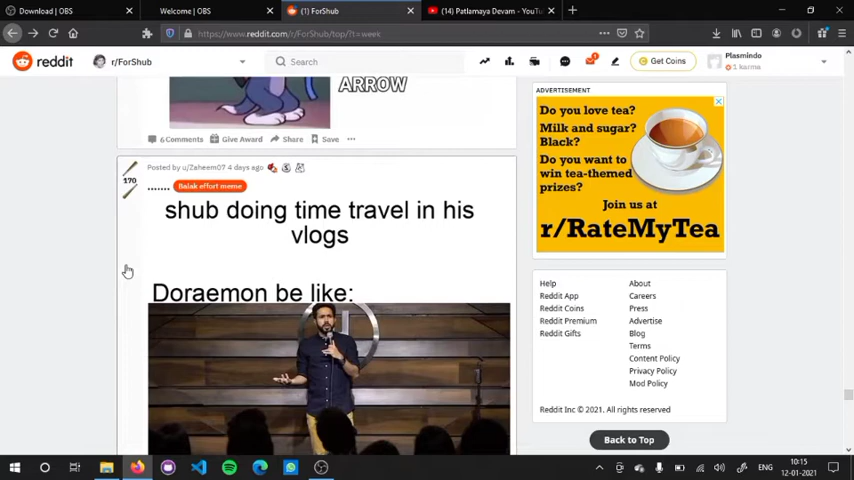 Download | OBS
Welcome | OBS
(1) ForShub
(14) Patlamaya Devam - YouT
https://www.reddit.com/r/ForShub/top/?t=week
reddit
r/ForShub
Search
Get Coins
Plasmindo
1 karma
ARROW
6 Comments
Give Award
Share
Save
170
Posted by u/Zaheem07 4 days ago
.......
Balak effort meme
shub doing time travel in his
vlogs
Doraemon be like:
ADVERTISEMENT
Do you love tea?
Milk and sugar?
Black?
Do you want to
win tea-themed
prizes?
Join us at
r/RateMyTea
Help
About
Reddit App
Careers
Reddit Coins
Press
Reddit Premium
Advertise
Reddit Gifts
Blog
Terms
Content Policy
Privacy Policy
Mod Policy
Reddit Inc © 2021. All rights reserved
Back to Top
ENG
10:15
12-01-2021